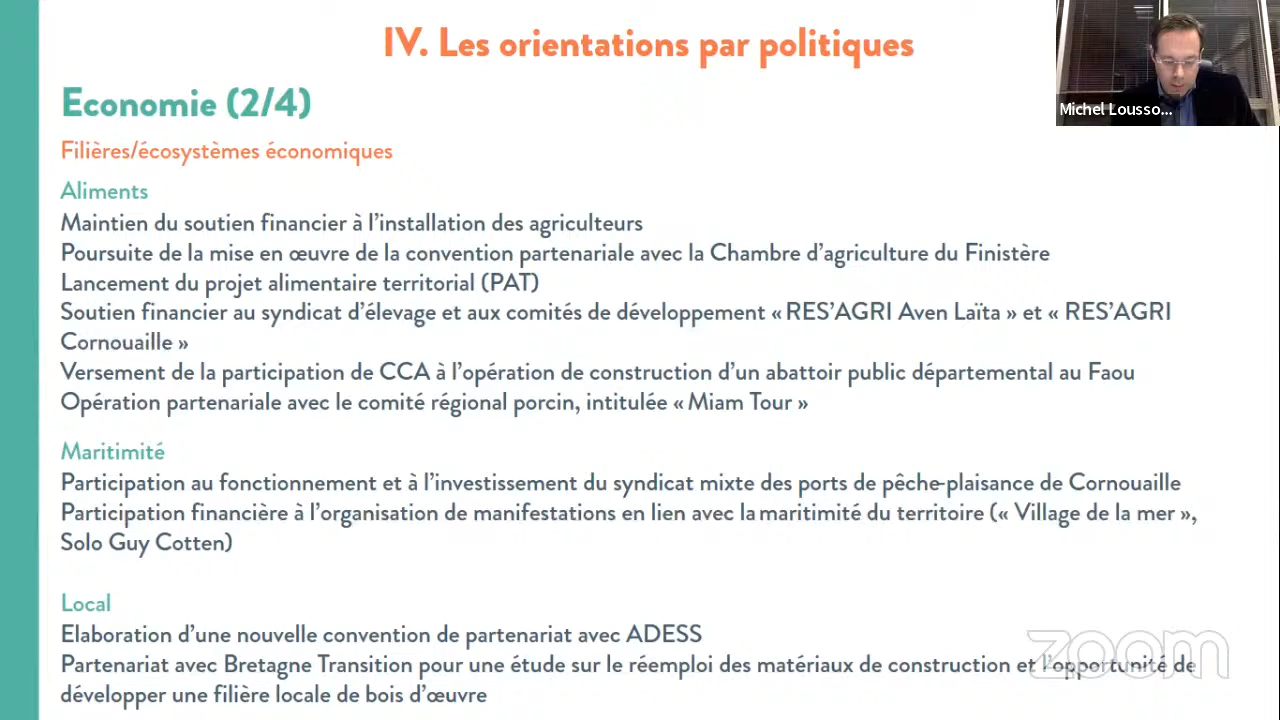 IV. Les orientations par politiques
Michel Lousso...
Economie (2/4)
Filières/écosystèmes économiques
Aliments
Maintien du soutien financier à l'installation des agriculteurs
Poursuite de la mise en œuvre de la convention partenariale avec la Chambre d'agriculture du Finistère
Lancement du projet alimentaire territorial (PAT)
Soutien financier au syndicat d'élevage et aux comités de développement « RES'AGRI Aven Laïta » et « RES'AGRI
Cornouaille »
Versement de la participation de CCA à l'opération de construction d'un abattoir public départemental au Faou
Opération partenariale avec le comité régional porcin, intitulée « Miam Tour »
Maritimité
Participation au fonctionnement et à l'investissement du syndicat mixte des ports de pêche-plaisance de Cornouaille
Participation financière à l'organisation de manifestations en lien avec la maritimité du territoire (« Village de la mer »,
Solo Guy Cotten)
Local
Elaboration d'une nouvelle convention de partenariat avec ADESS
Partenariat avec Bretagne Transition pour une étude sur le réemploi des matériaux de construction et l'opportunité de
développer une filière locale de bois d'œuvre
zoom